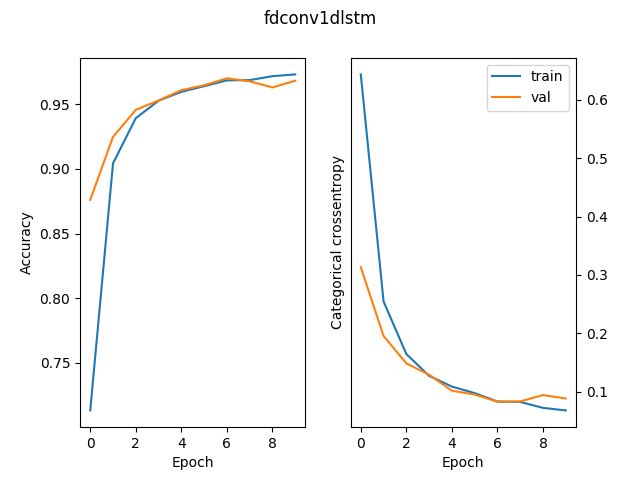 fdconv1dlstm
Accuracy
0.95
0.90
0.85
0.80
0.75
0 2 4 6 8
Epoch
Categorical crossentropy
train
val
0.6
0.5
0.4
0.3
0.2
0.1
0 2 4 6 8
Epoch